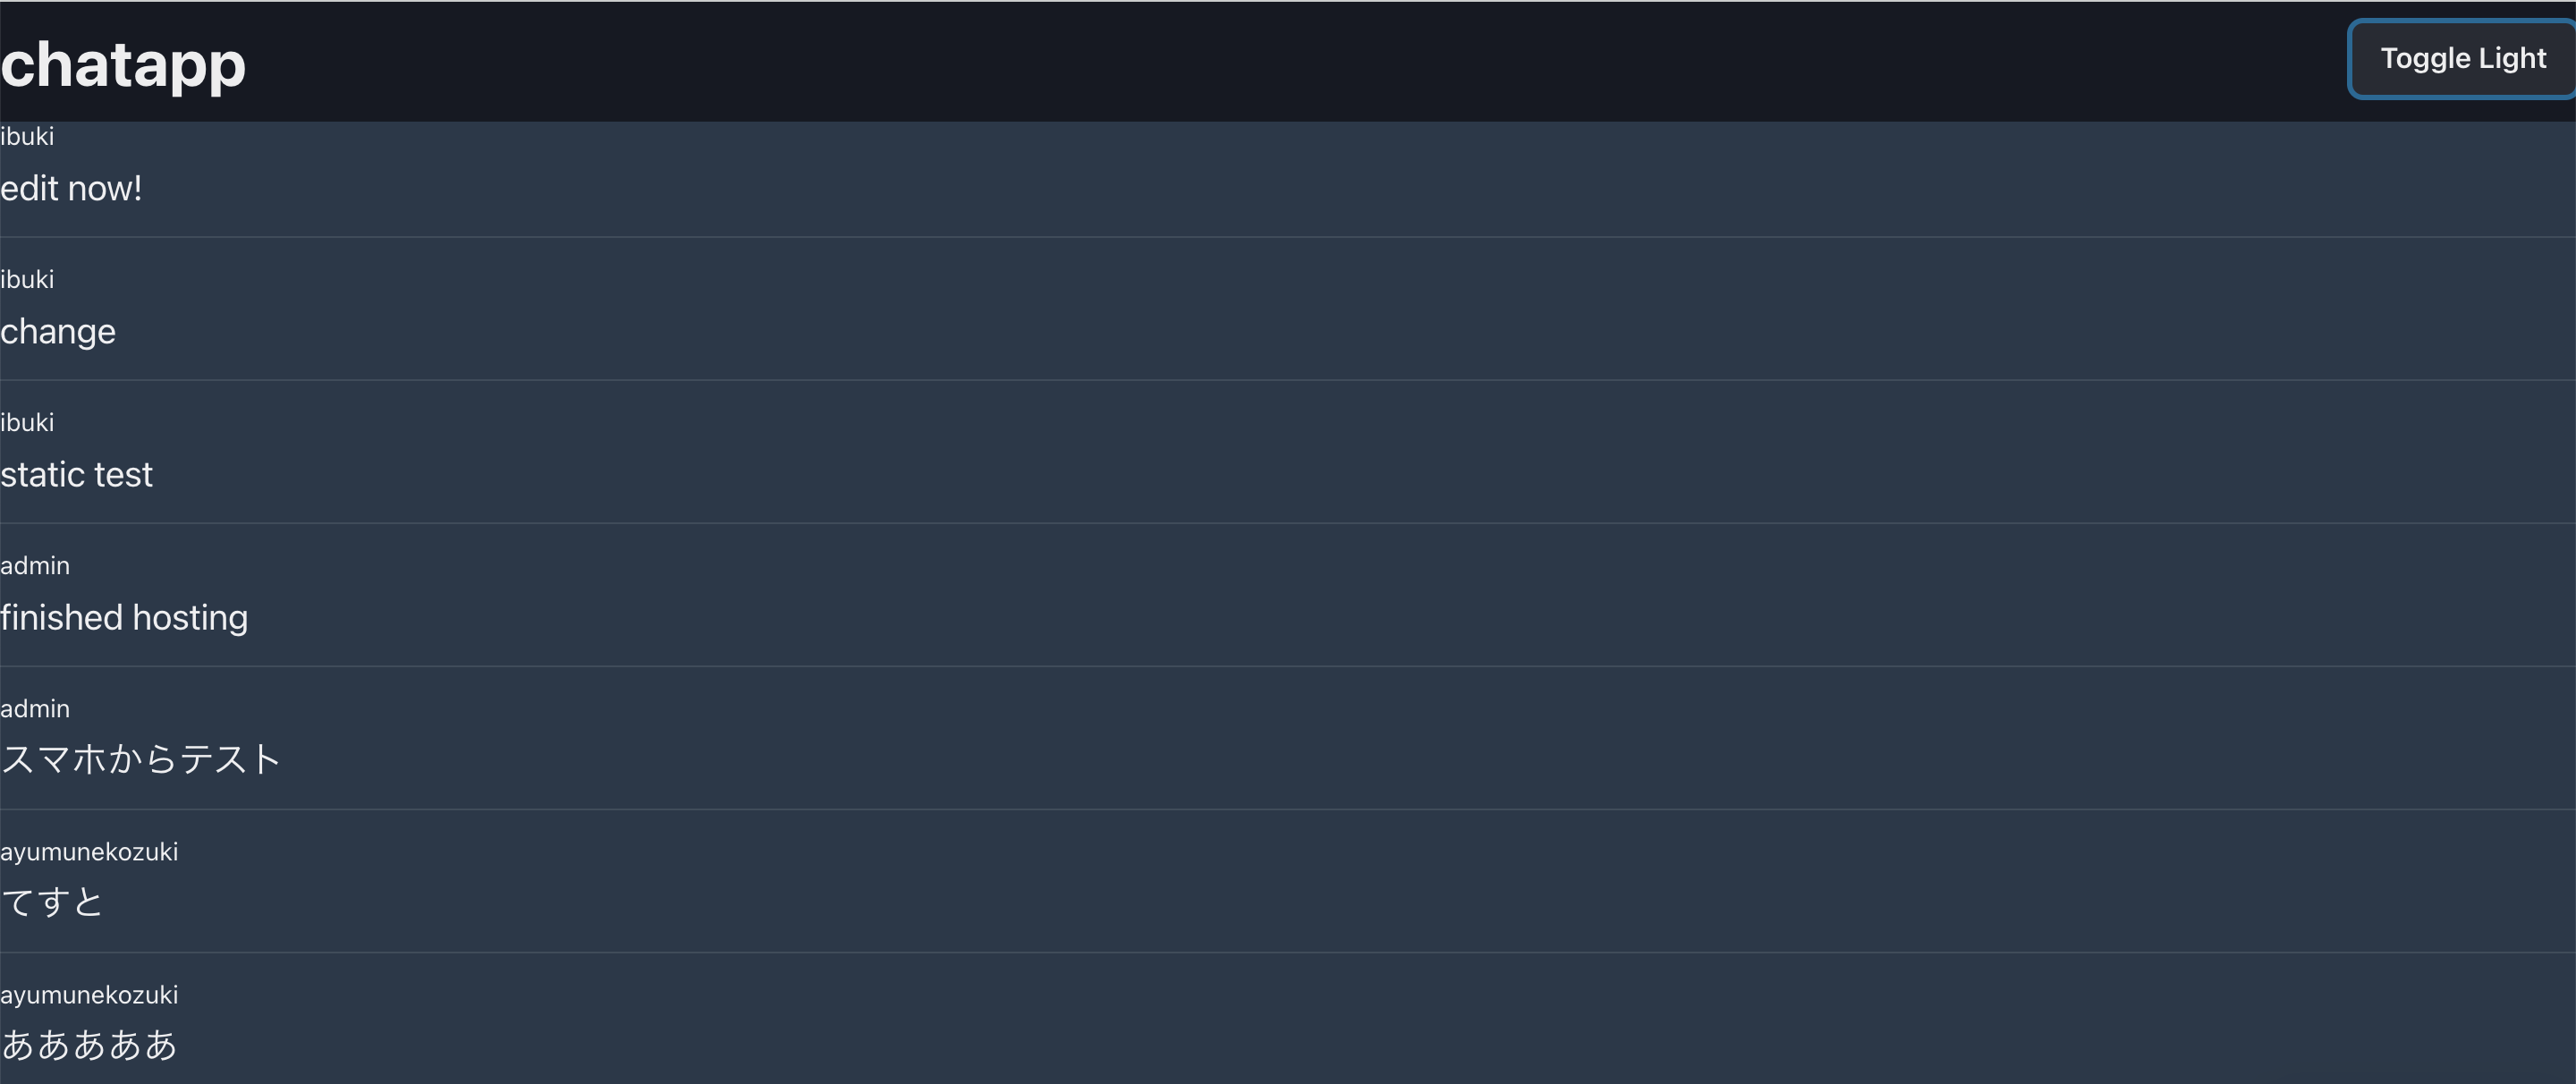 chatapp
Toggle Light
ibuki
edit now!
ibuki
change
ibuki
static test
admin
finished hosting
admin
スマホからテスト
ayumunekozuki
てすと
ayumunekozuki
あああああ